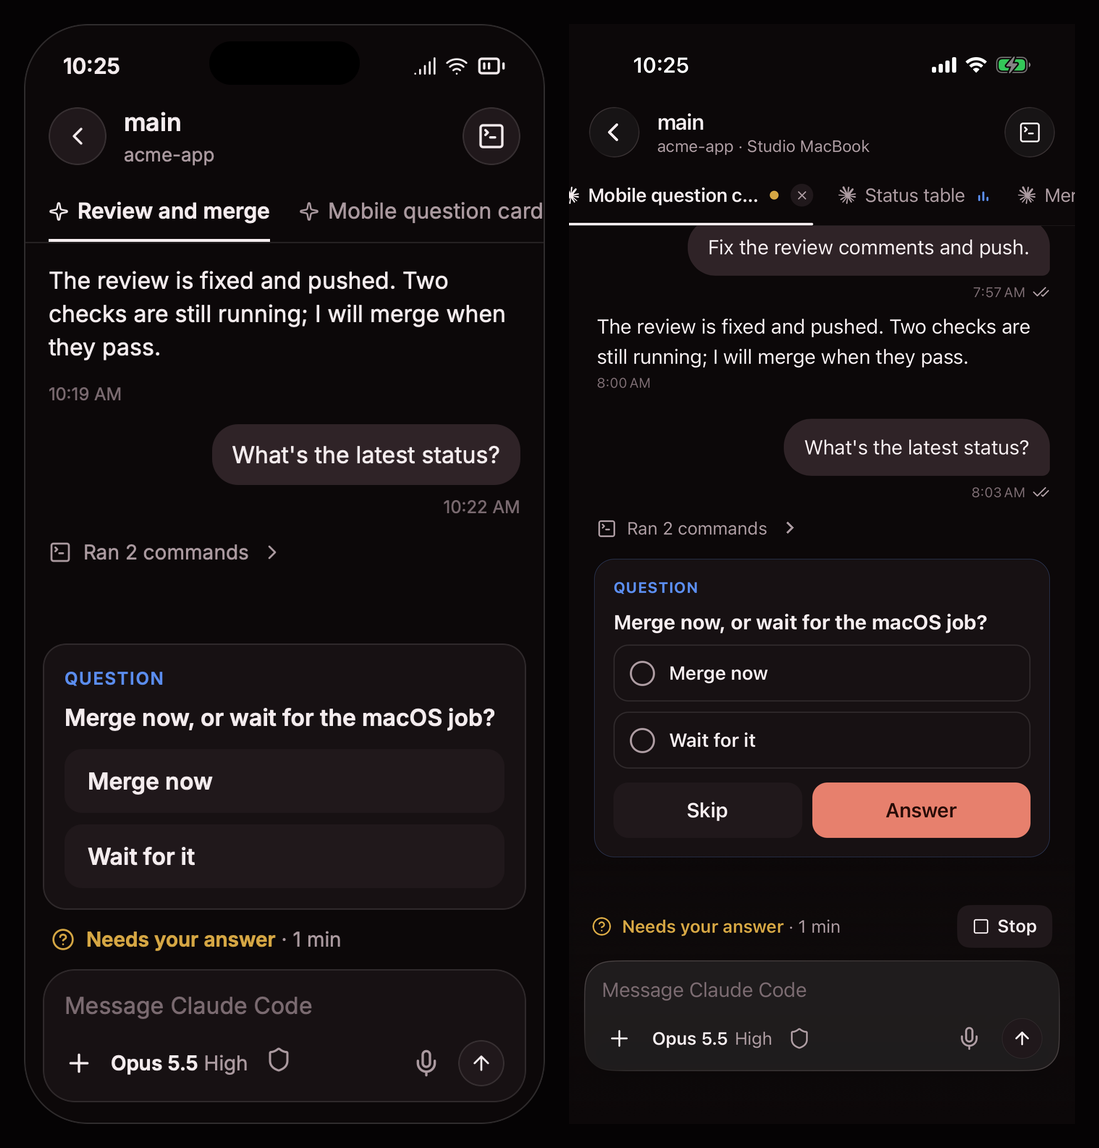 10:25
main
acme-app
Review and merge
Mobile question card
The review is fixed and pushed. Two
checks are still running; I will merge when
they pass.
10:19 AM
What's the latest status?
10:22 AM
Ran 2 commands
QUESTION
Merge now, or wait for the macOS job?
Merge now
Wait for it
Needs your answer · 1 min
Message Claude Code
Opus 5.5 High
10:25
main
acme-app · Studio MacBook
Mobile question c...
Status table
Mer
Fix the review comments and push.
7:57 AM
The review is fixed and pushed. Two checks are
still running; I will merge when they pass.
8:00 AM
What's the latest status?
8:03 AM
Ran 2 commands
QUESTION
Merge now, or wait for the macOS job?
Merge now
Wait for it
Skip
Answer
Needs your answer · 1 min
Stop
Message Claude Code
Opus 5.5 High